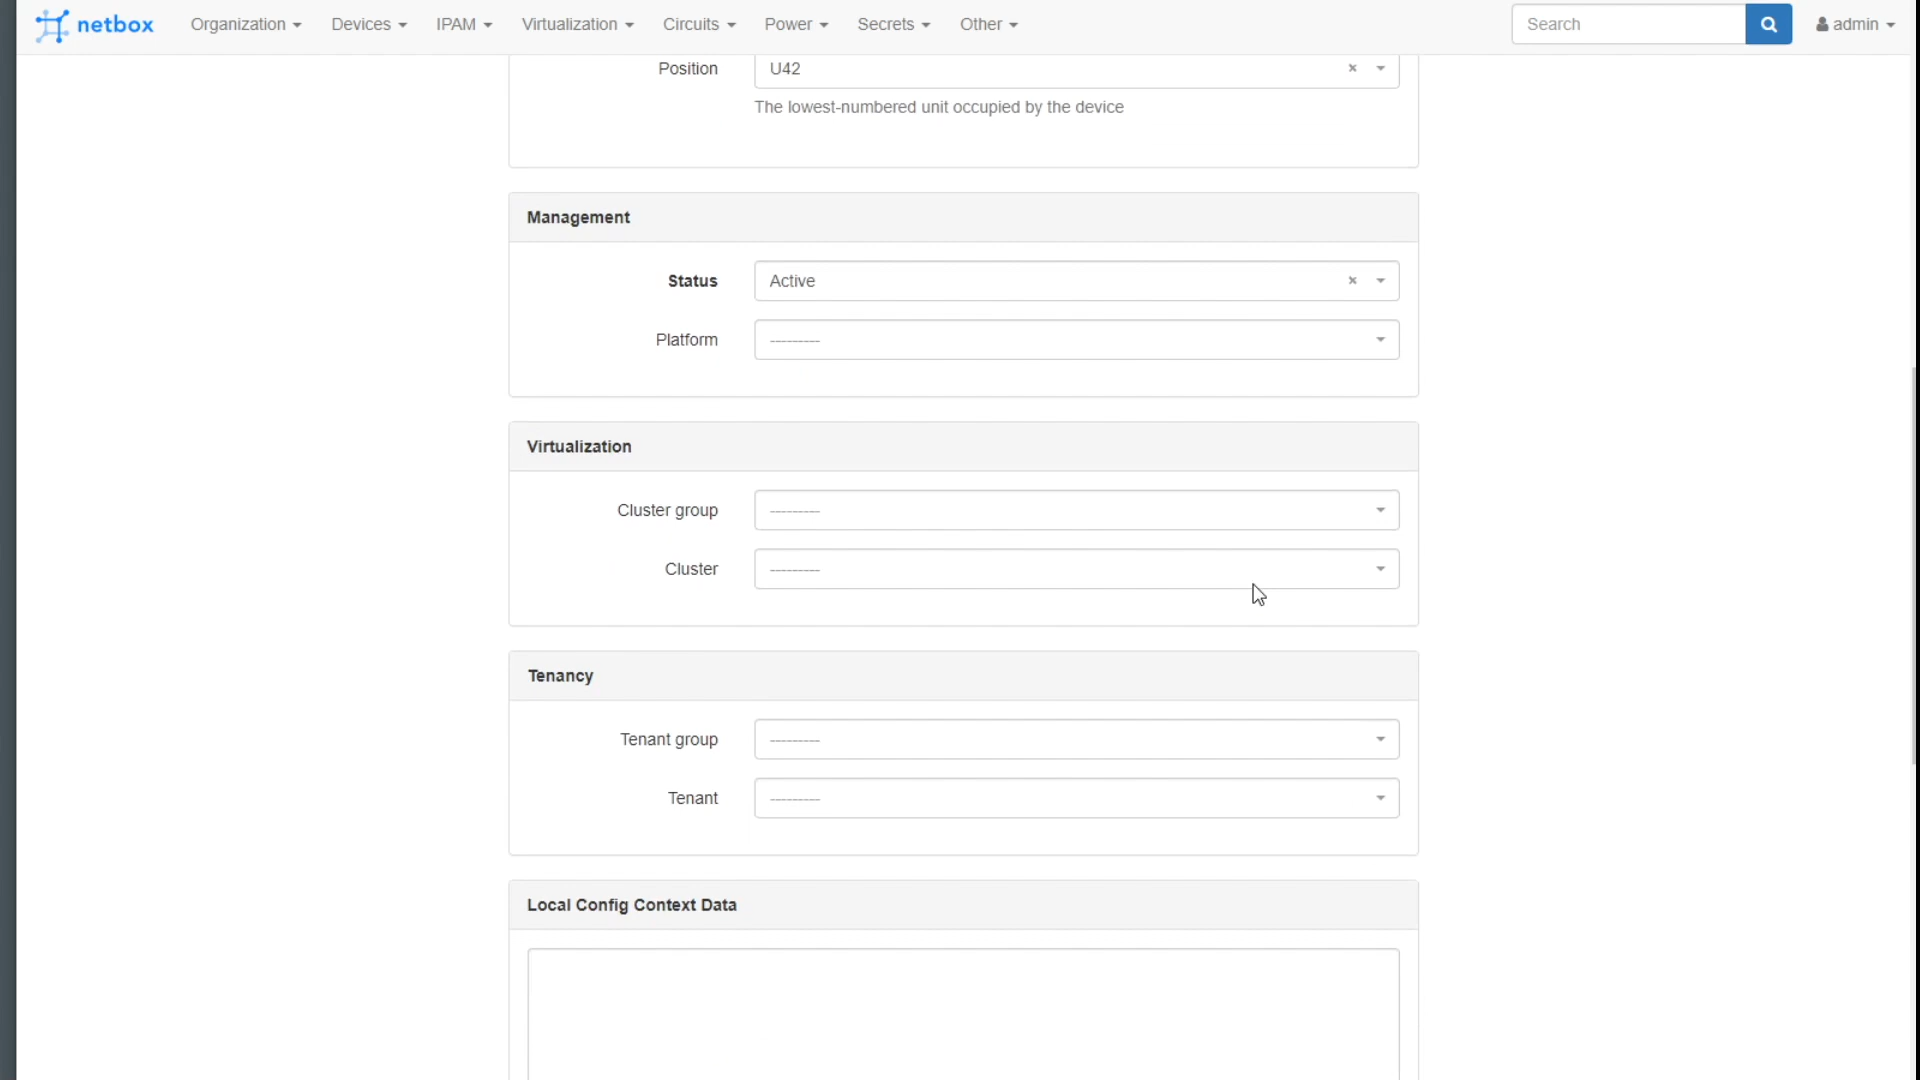 netbox Organization Devices IPAM Virtualization Circuits Power Secrets Other Search admin
Position U42 ×
The lowest-numbered unit occupied by the device
Management
Status Active ×
Platform ---------
Virtualization
Cluster group ---------
Cluster ---------
Tenancy
Tenant group ---------
Tenant ---------
Local Config Context Data